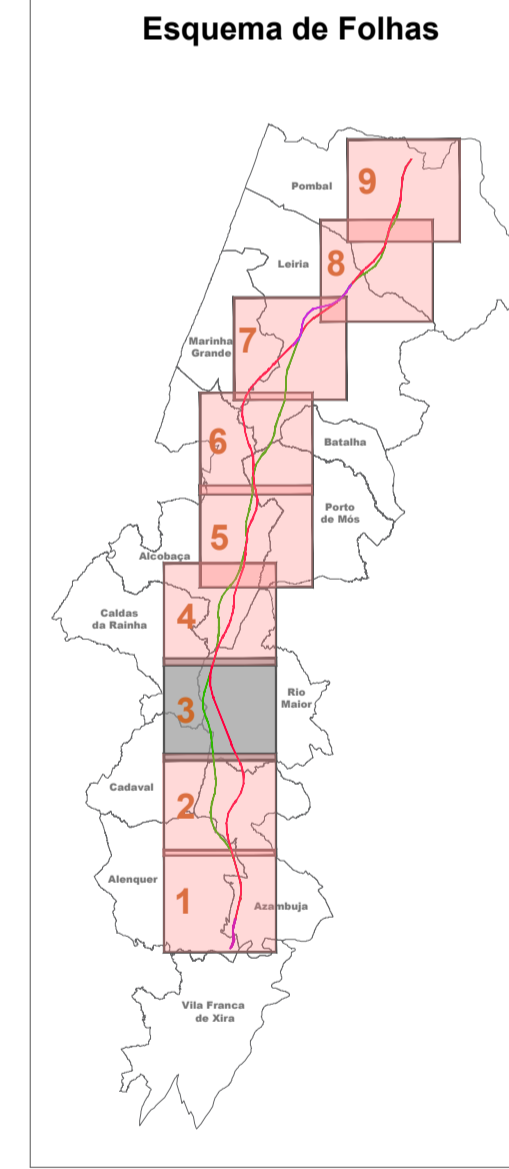 Esquema de Folhas
Pombal
9
Leiria
8
Marinha
Grande
7
6
Batalha
Porto
de Mós
5
Alcobaça
Caldas
da Rainha
4
Rio
Maior
3
Cadaval
2
Alenquer
1
Azambuja
Vila Franca
de Xira